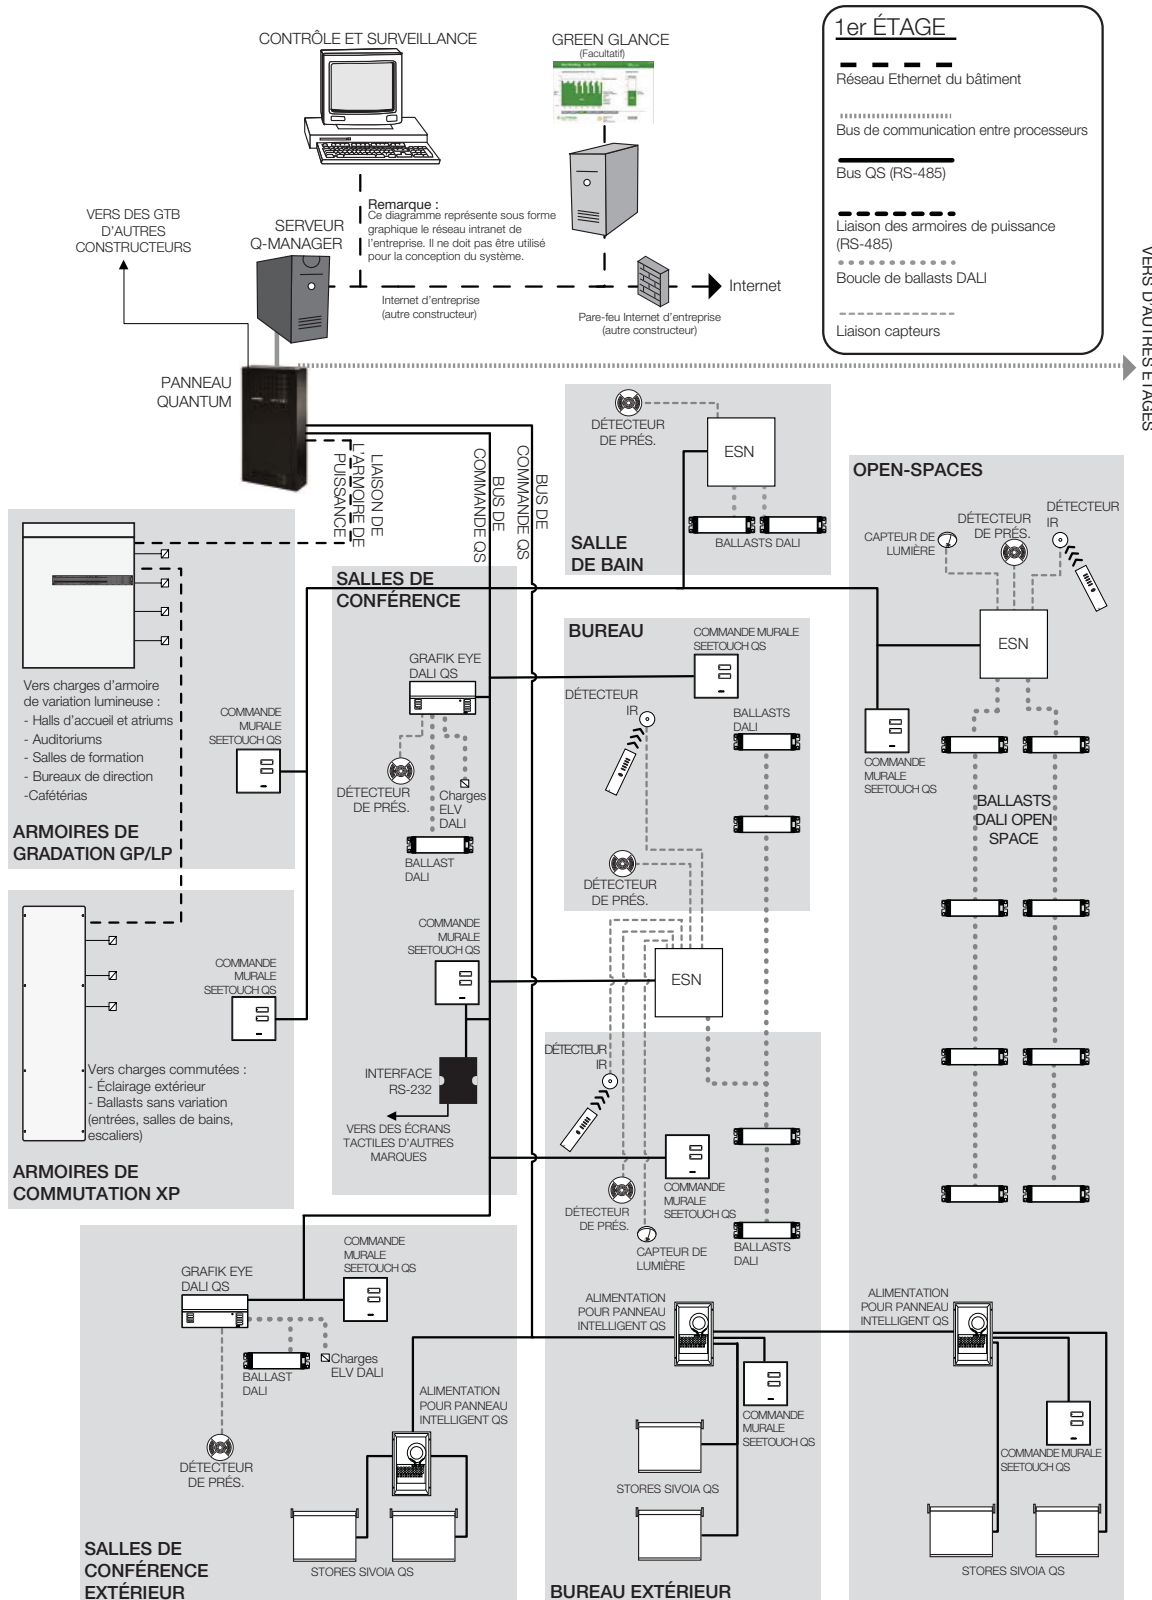 CONTRÔLE ET SURVEILLANCE
GREEN GLANCE
(Facultatif)
1er ÉTAGE
Réseau Ethernet du bâtiment
Bus de communication entre processeurs
Bus QS (RS-485)
Liaison des armoires de puissance
(RS-485)
Boucle de ballasts DALI
Liaison capteurs
VERS D'AUTRES ÉTAGES
Remarque :
Ce diagramme représente sous forme
graphique le réseau intranet de
l'entreprise. Il ne doit pas être utilisé
pour la conception du système.
VERS DES GTB
D'AUTRES
CONSTRUCTEURS
SERVEUR
Q-MANAGER
Internet d'entreprise
(autre constructeur)
Pare-feu Internet d'entreprise
(autre constructeur)
Internet
PANNEAU
QUANTUM
LIAISON DE
L'ARMOIRE DE
PUISSANCE
BUS DE
COMMANDE QS
BUS DE
COMMANDE QS
DÉTECTEUR
DE PRÉS.
ESN
BALLASTS DALI
SALLE
DE BAIN
OPEN-SPACES
CAPTEUR DE
LUMIÈRE
DÉTECTEUR
DE PRÉS.
DÉTECTEUR
IR
ESN
COMMANDE
MURALE
SEETOUCH QS
BALLASTS
DALI OPEN
SPACE
Vers charges d'armoire
de variation lumineuse :
- Halls d'accueil et atriums
- Auditoriums
- Salles de formation
- Bureaux de direction
-Cafétérias
COMMANDE
MURALE
SEETOUCH QS
ARMOIRES DE
GRADATION GP/LP
SALLES DE
CONFÉRENCE
GRAFIK EYE
DALI QS
DÉTECTEUR
DE PRÉS.
Charges
ELV
DALI
BALLAST
DALI
COMMANDE
MURALE
SEETOUCH QS
INTERFACE
RS-232
VERS DES ÉCRANS
TACTILES D'AUTRES
MARQUES
BUREAU
COMMANDE MURALE
SEETOUCH QS
DÉTECTEUR
IR
BALLASTS
DALI
DÉTECTEUR
DE PRÉS.
ESN
COMMANDE
MURALE
SEETOUCH QS
Vers charges commutées :
- Éclairage extérieur
- Ballasts sans variation
(entrées, salles de bains,
escaliers)
ARMOIRES DE
COMMUTATION XP
DÉTECTEUR
IR
COMMANDE
MURALE
SEETOUCH QS
DÉTECTEUR
DE PRÉS.
CAPTEUR DE
LUMIÈRE
BALLASTS
DALI
GRAFIK EYE
DALI QS
COMMANDE
MURALE
SEETOUCH QS
BALLAST
DALI
Charges
ELV DALI
DÉTECTEUR
DE PRÉS.
ALIMENTATION
POUR PANNEAU
INTELLIGENT QS
STORES SIVOIA QS
SALLES DE
CONFÉRENCE
EXTÉRIEUR
ALIMENTATION
POUR PANNEAU
INTELLIGENT QS
COMMANDE
MURALE
SEETOUCH QS
STORES SIVOIA QS
BUREAU EXTÉRIEUR
ALIMENTATION
POUR PANNEAU
INTELLIGENT QS
COMMANDE MURALE
SEETOUCH QS
STORES SIVOIA QS